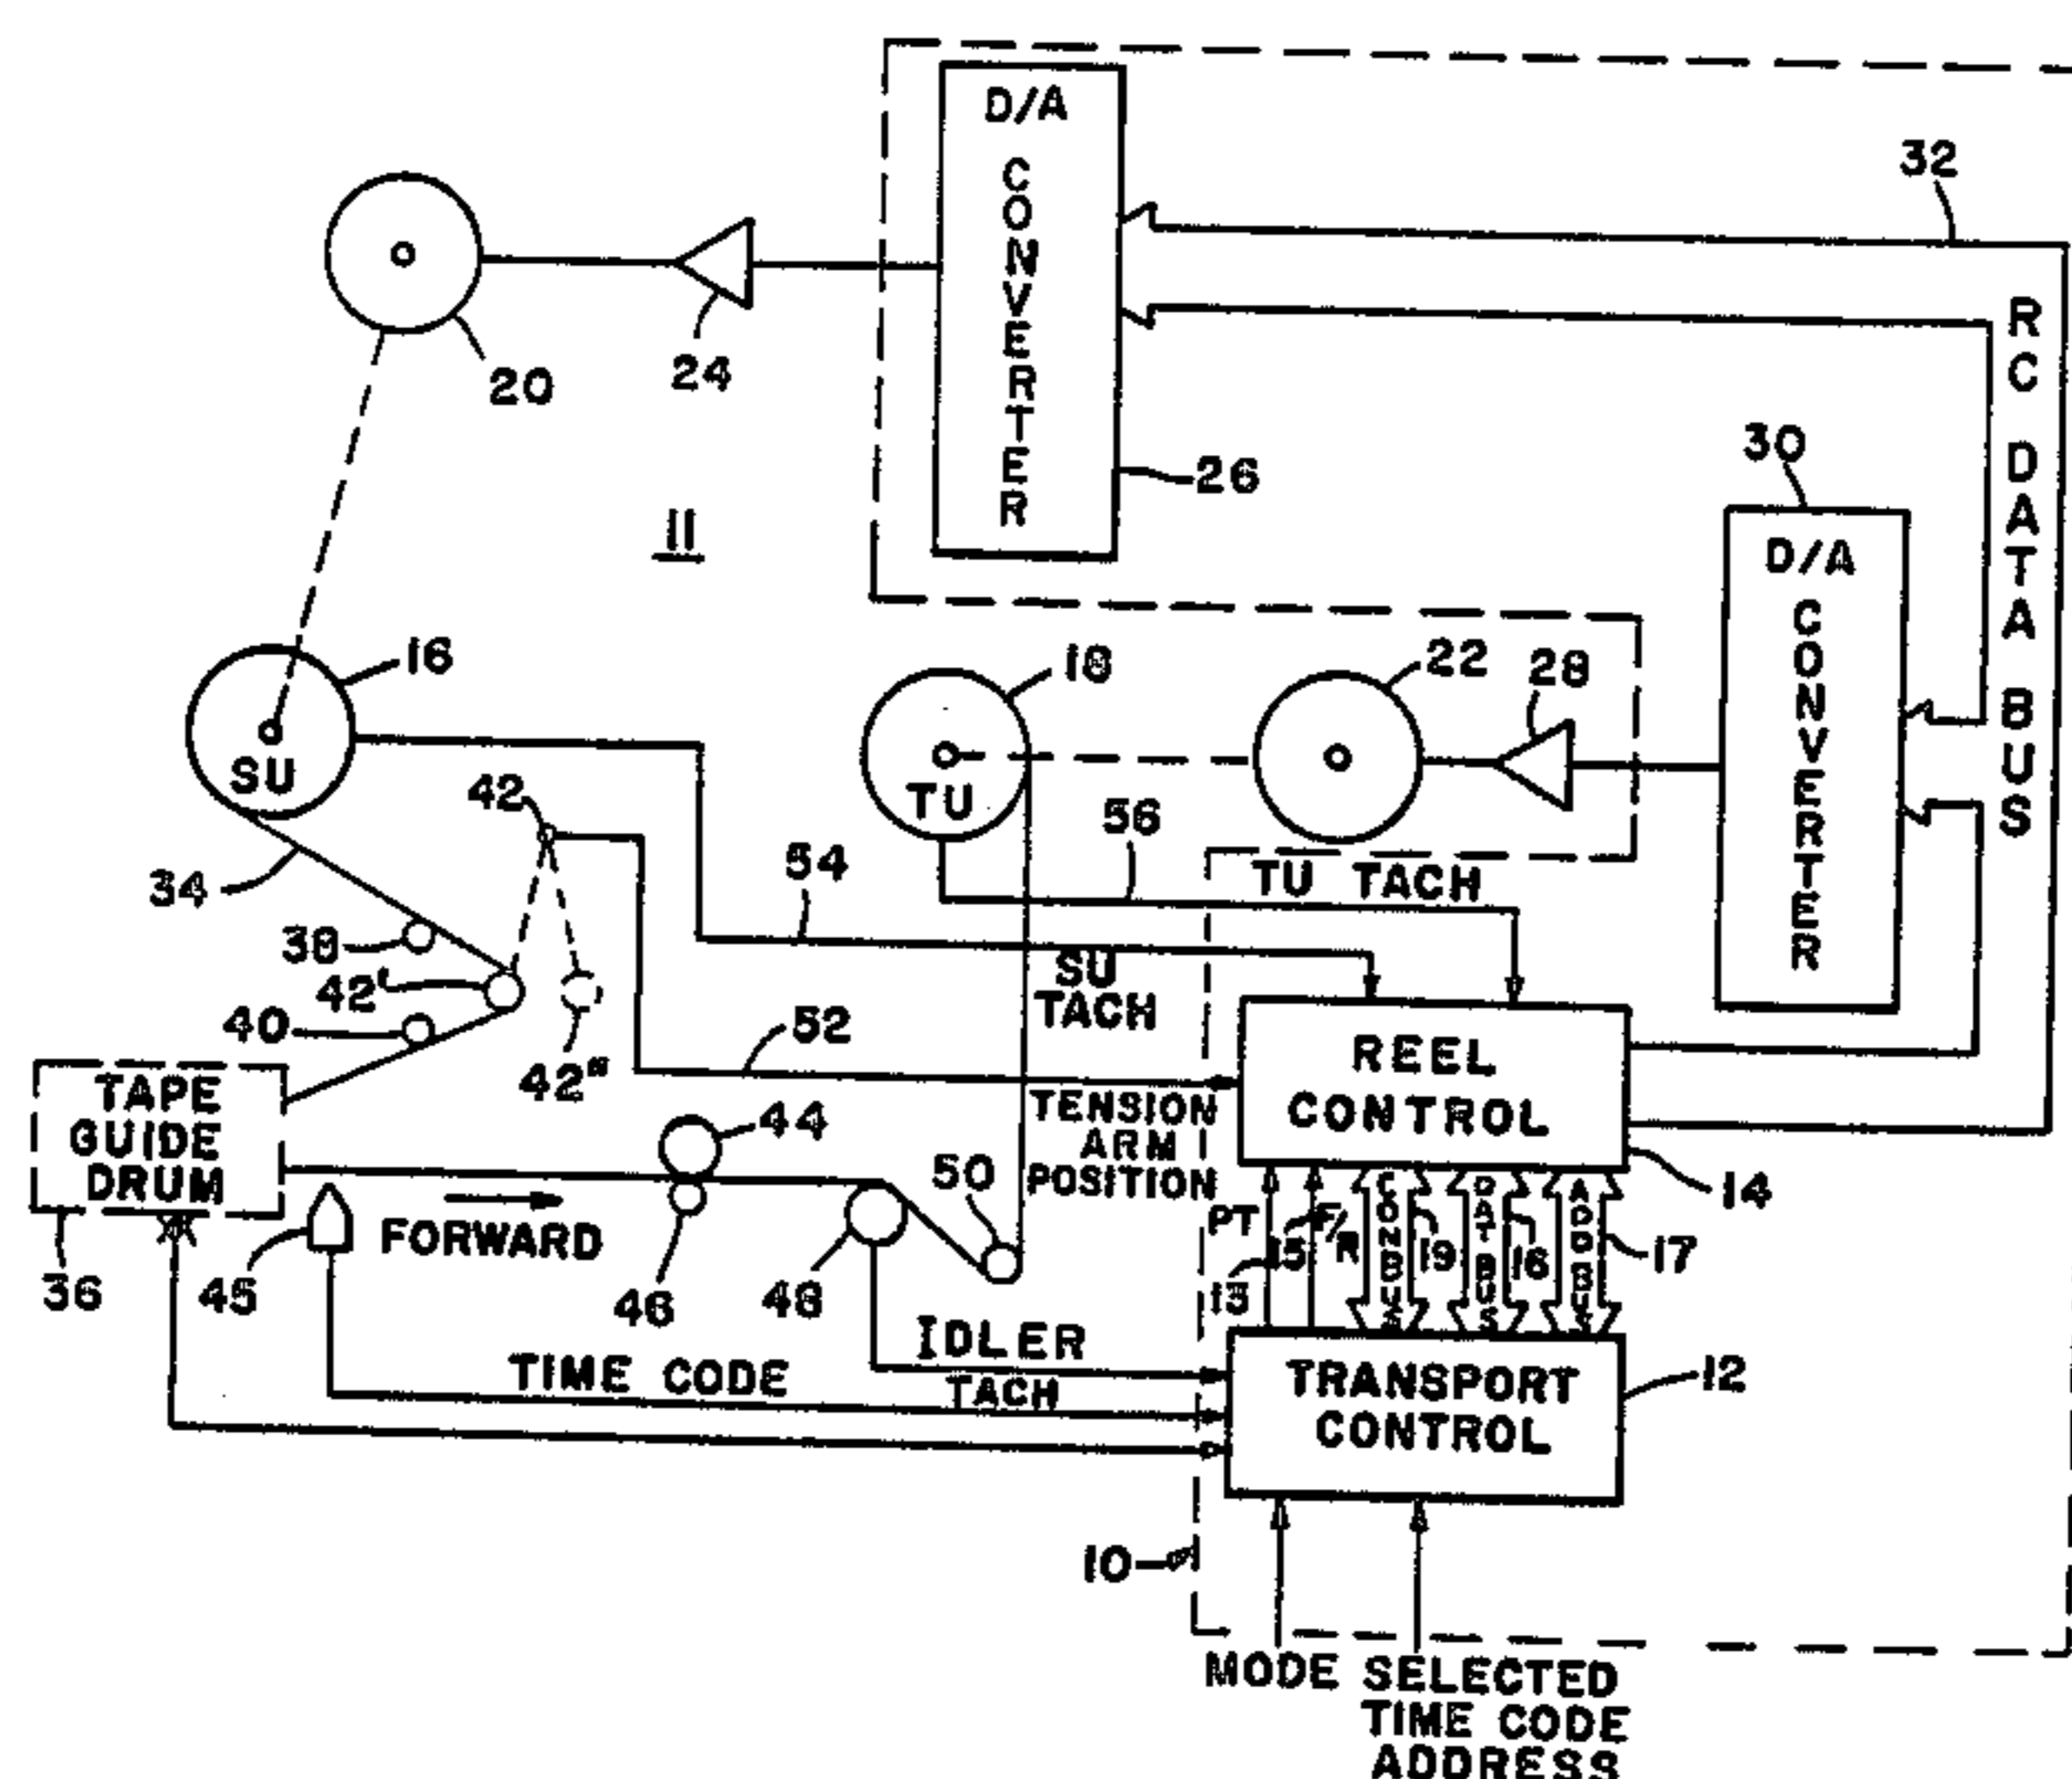 D/A
CONVERTER
32
RC DATA BUS
20
24
26
30
D/A
CONVERTER
11
16
SU
18
TU
22
28
42
34
54
56
TU TACH
38
42'
SU
TACH
40
42"
52
REEL
CONTROL
TAPE
GUIDE
DRUM
TENSION
ARM
POSITION
44
50
14
PT
15
F/R
CON BUS
19
DAT BUS
16
ADD BUS
17
13
FORWARD
36
45
46
48
IDLER
TACH
TIME CODE
TRANSPORT
CONTROL
12
10
MODE
SELECTED
TIME CODE
ADDRESS